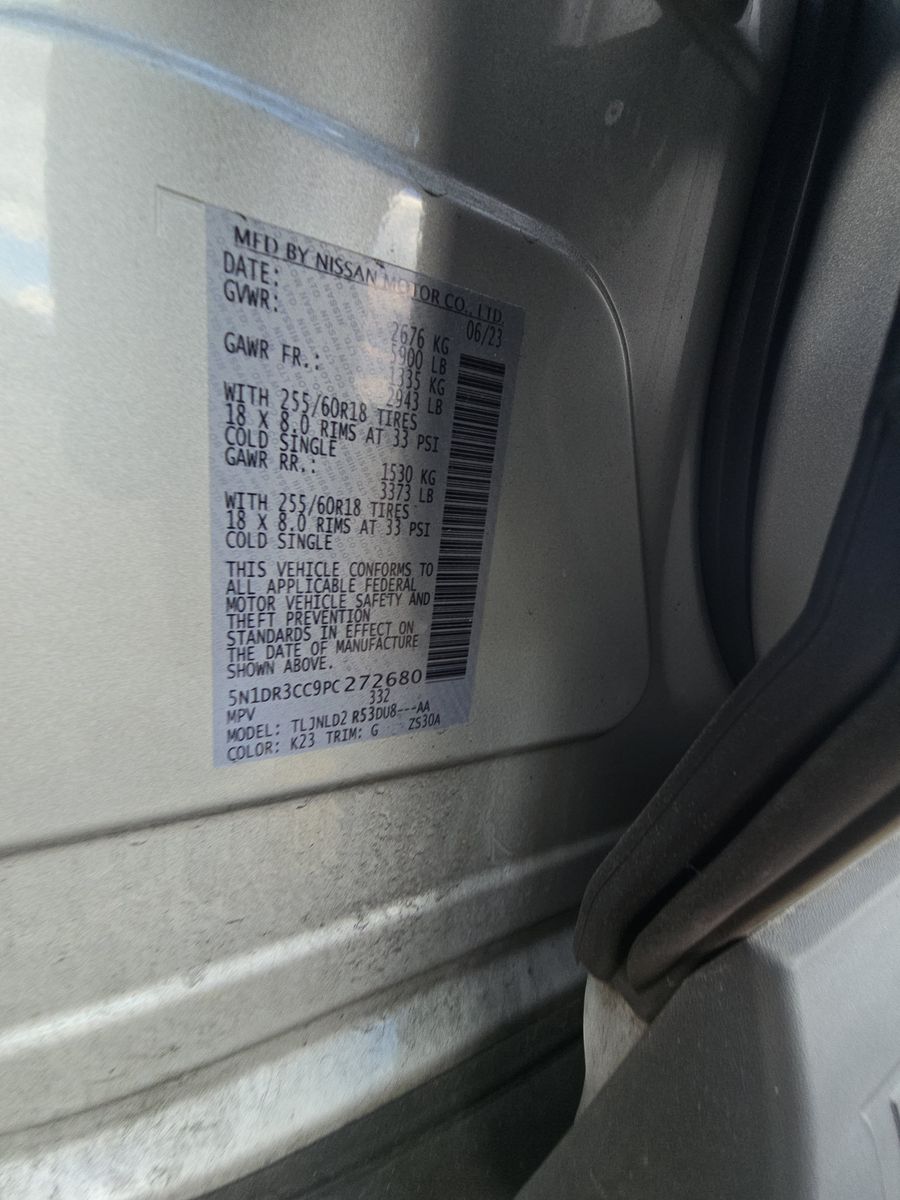 MFD BY NISSAN MOTOR CO., LTD.
DATE: 06/23
GVWR: 2676 KG
5900 LB
GAWR FR.: 1335 KG
2943 LB
WITH 255/60R18 TIRES
18 X 8.0 RIMS AT 33 PSI
COLD SINGLE
GAWR RR.: 1530 KG
3373 LB
WITH 255/60R18 TIRES
18 X 8.0 RIMS AT 33 PSI
COLD SINGLE
THIS VEHICLE CONFORMS TO
ALL APPLICABLE FEDERAL
MOTOR VEHICLE SAFETY AND
THEFT PREVENTION
STANDARDS IN EFFECT ON
THE DATE OF MANUFACTURE
SHOWN ABOVE.
5N1DR3CC9PC272680
MPV 332
MODEL: TLJNLD2 R53DU8---AA
COLOR: K23 TRIM: G ZS30A